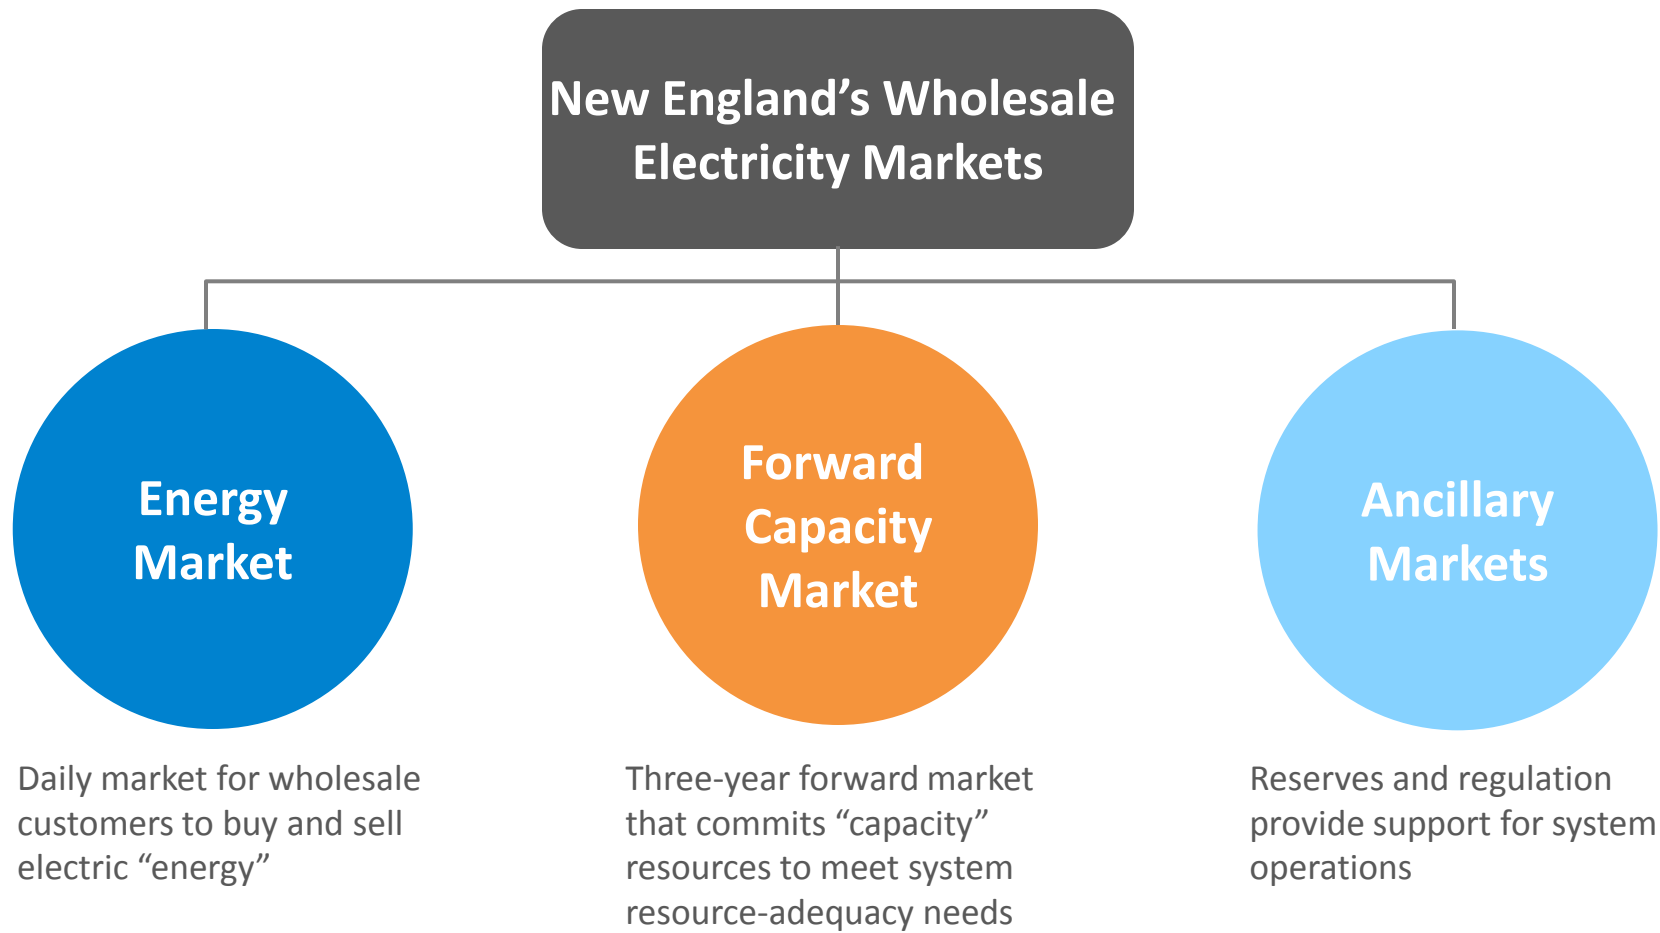 New England’s Wholesale
Electricity Markets
Energy
Market
Forward
Capacity
Market
Ancillary
Markets
Daily market for wholesale
customers to buy and sell
electric “energy”
Three-year forward market
that commits “capacity”
resources to meet system
resource-adequacy needs
Reserves and regulation
provide support for system
operations